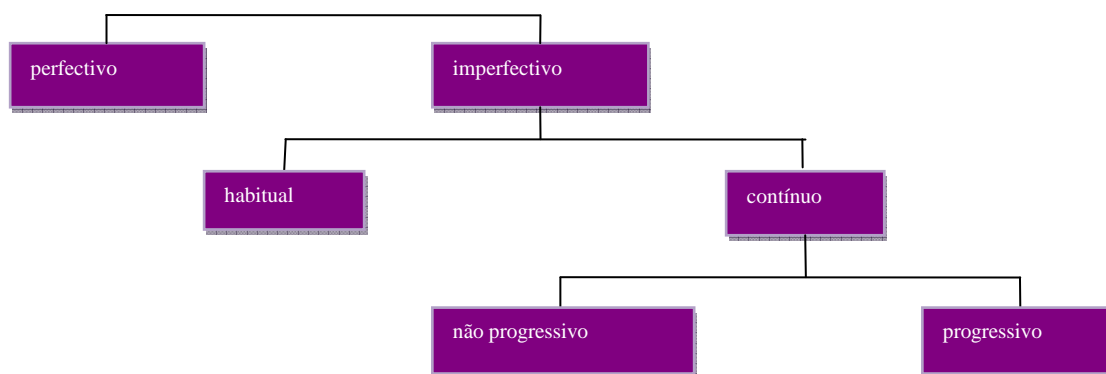 perfectivo
imperfectivo
habitual
contínuo
não progressivo
progressivo